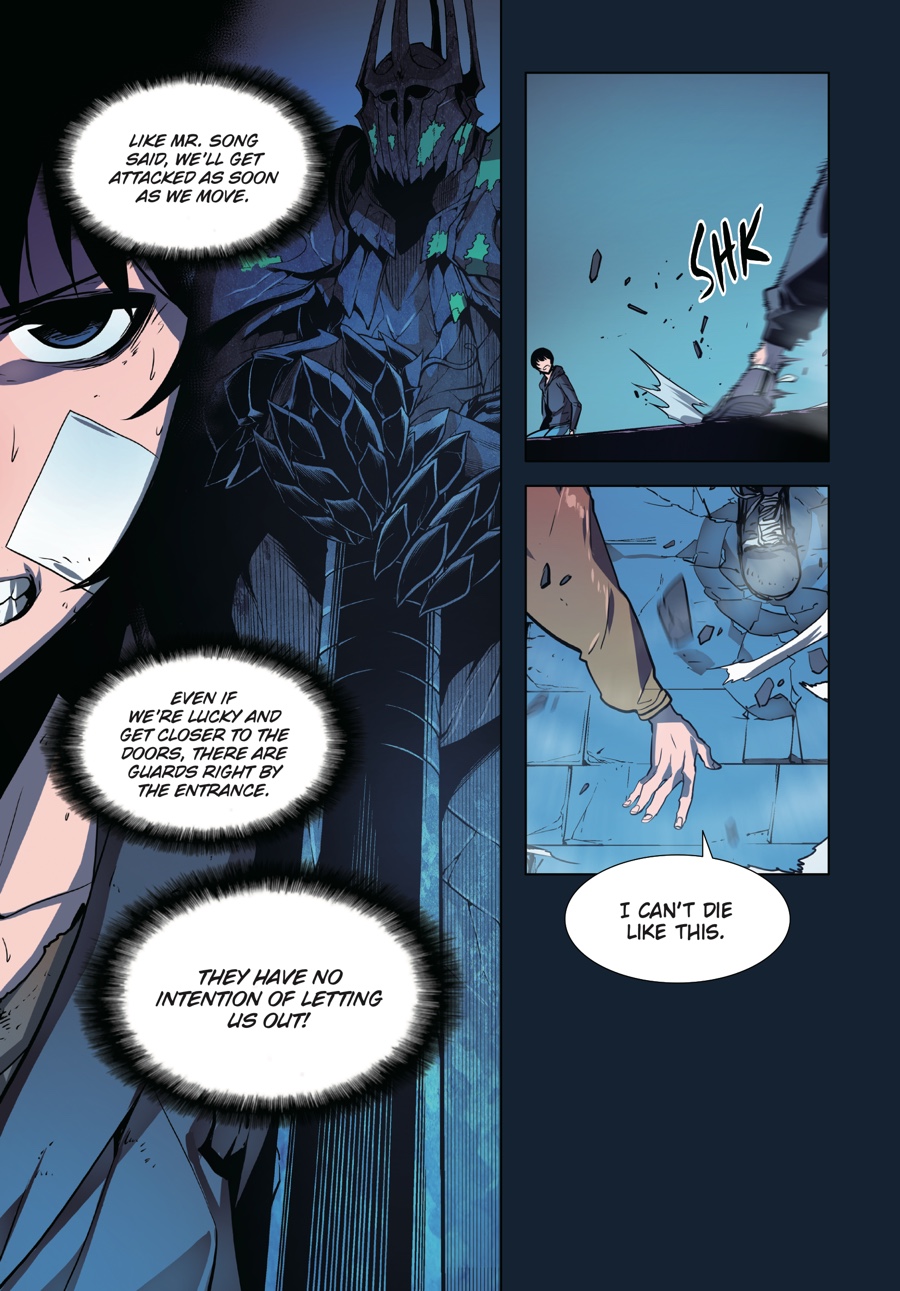 LIKE MR. SONG
SAID, WE'LL GET
ATTACKED AS SOON
AS WE MOVE.
EVEN IF
WE'RE LUCKY AND
GET CLOSER TO THE
DOORS, THERE ARE
GUARDS RIGHT BY
THE ENTRANCE.
THEY HAVE NO
INTENTION OF LETTING
US OUT!
SHK
I CAN'T DIE
LIKE THIS.